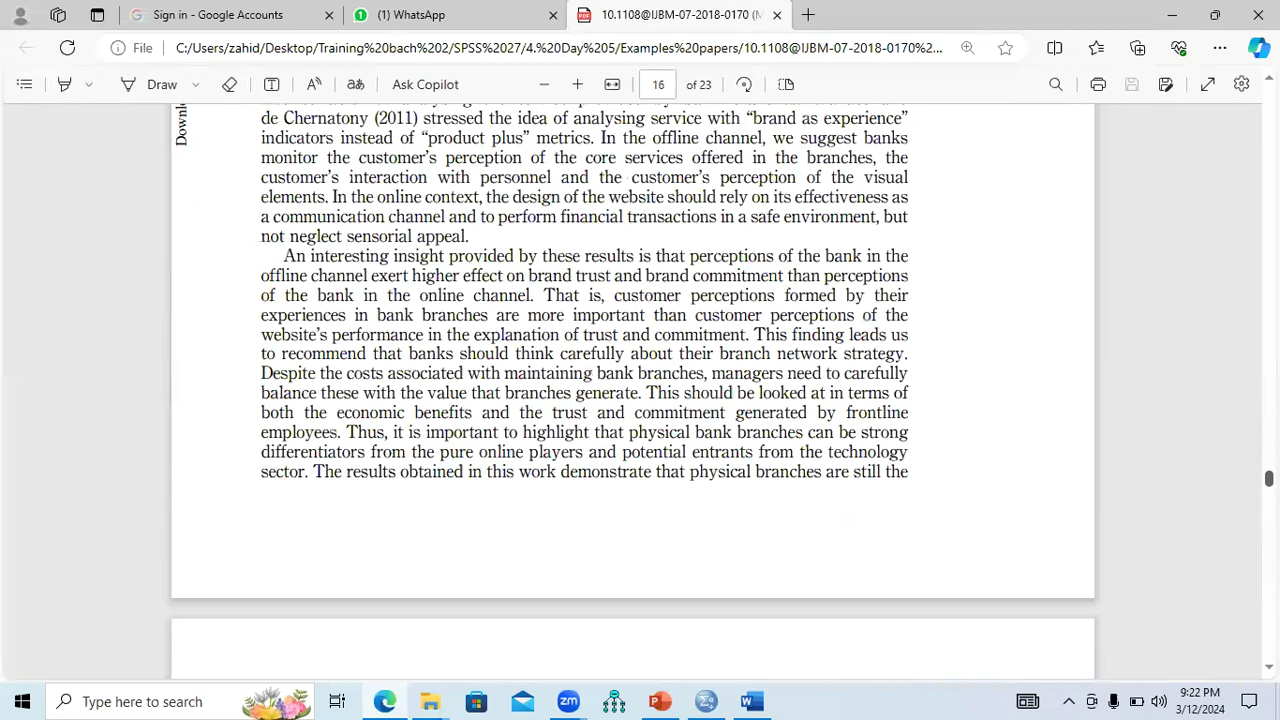 Sign in - Google Accounts
(1) WhatsApp
10.1108@IJBM-07-2018-0170 (M
File C:/Users/zahid/Desktop/Training%20bach%202/SPSS%2027/4.%20Day%205/Examples%20papers/10.1108@IJBM-07-2018-0170%2...
Draw
Ask Copilot
16 of 23
Downl
de Chernatony (2011) stressed the idea of analysing service with “brand as experience”
indicators instead of “product plus” metrics. In the offline channel, we suggest banks
monitor the customer’s perception of the core services offered in the branches, the
customer’s interaction with personnel and the customer’s perception of the visual
elements. In the online context, the design of the website should rely on its effectiveness as
a communication channel and to perform financial transactions in a safe environment, but
not neglect sensorial appeal.
An interesting insight provided by these results is that perceptions of the bank in the
offline channel exert higher effect on brand trust and brand commitment than perceptions
of the bank in the online channel. That is, customer perceptions formed by their
experiences in bank branches are more important than customer perceptions of the
website’s performance in the explanation of trust and commitment. This finding leads us
to recommend that banks should think carefully about their branch network strategy.
Despite the costs associated with maintaining bank branches, managers need to carefully
balance these with the value that branches generate. This should be looked at in terms of
both the economic benefits and the trust and commitment generated by frontline
employees. Thus, it is important to highlight that physical bank branches can be strong
differentiators from the pure online players and potential entrants from the technology
sector. The results obtained in this work demonstrate that physical branches are still the
Type here to search
zm
9:22 PM
3/12/2024